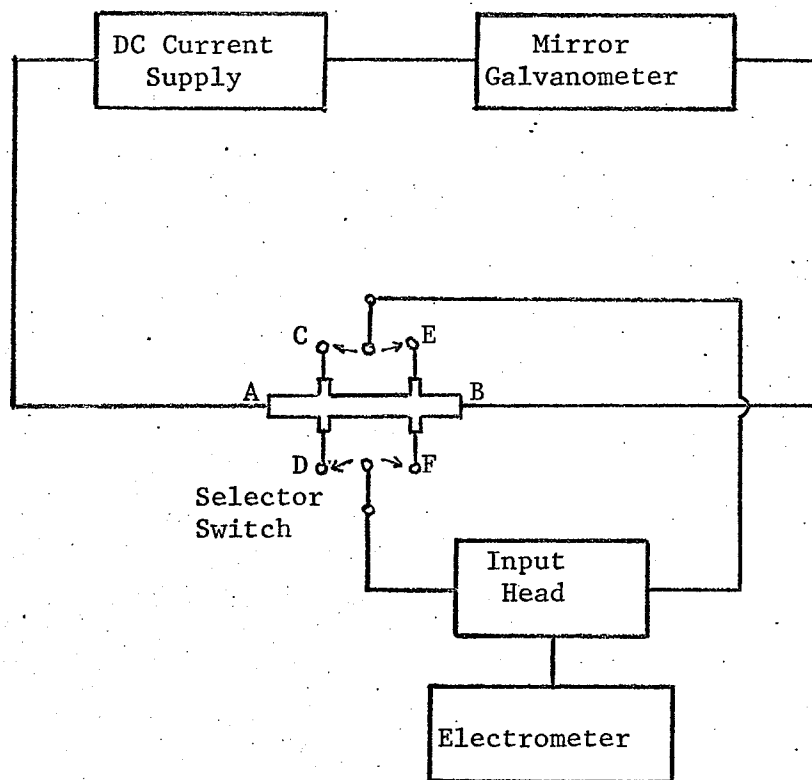 DC Current
Supply
Mirror
Galvanometer
C
E
A
B
D
F
Selector
Switch
Input
Head
Electrometer